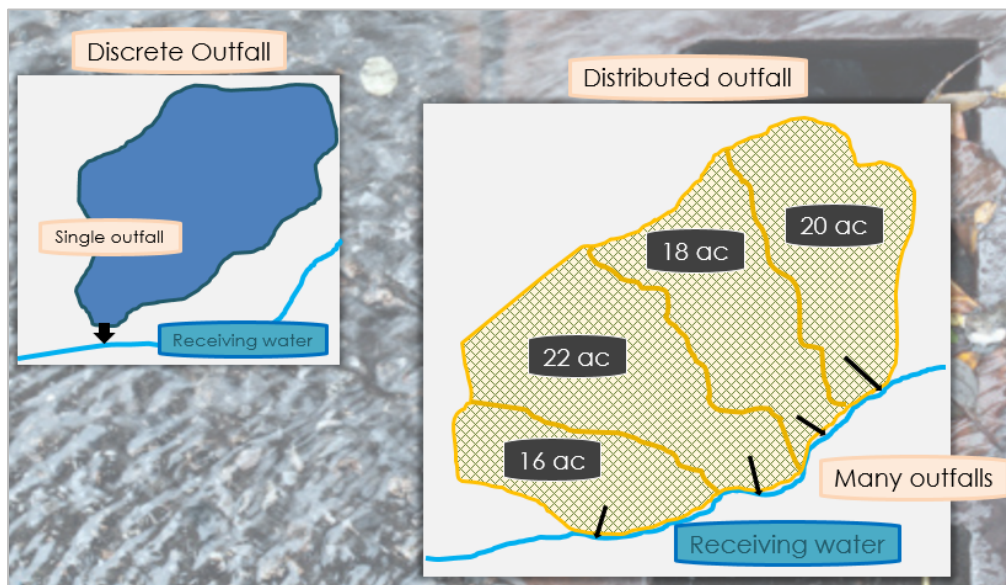 Discrete Outfall
Single outfall
Receiving water
Distributed outfall
20 ac
18 ac
22 ac
16 ac
Many outfalls
Receiving water